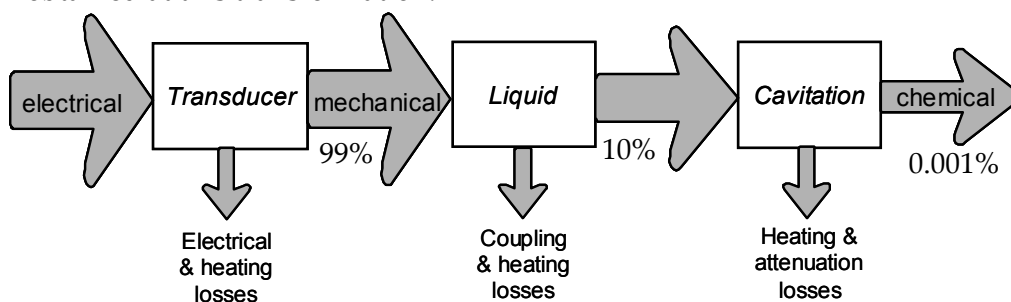 electrical
Transducer
mechanical
Liquid
Cavitation
chemical
99%
10%
0.001%
Electrical
& heating
losses
Coupling
& heating
losses
Heating &
attenuation
losses